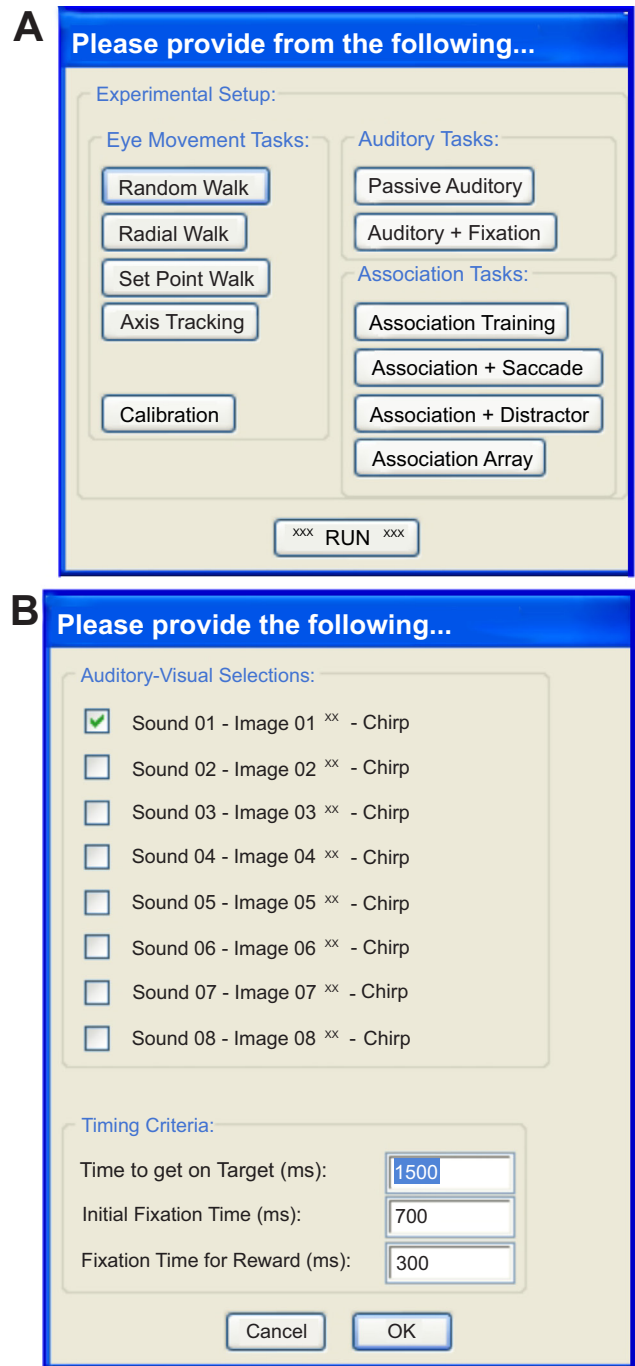 A
Please provide from the following...
Experimental Setup:
Eye Movement Tasks:
Random Walk
Radial Walk
Set Point Walk
Axis Tracking
Calibration
Auditory Tasks:
Passive Auditory
Auditory + Fixation
Association Tasks:
Association Training
Association + Saccade
Association + Distractor
Association Array
xxx RUN xxx
B
Please provide the following...
Auditory-Visual Selections:
Sound 01 - Image 01 xx - Chirp
Sound 02 - Image 02 xx - Chirp
Sound 03 - Image 03 xx - Chirp
Sound 04 - Image 04 xx - Chirp
Sound 05 - Image 05 xx - Chirp
Sound 06 - Image 06 xx - Chirp
Sound 07 - Image 07 xx - Chirp
Sound 08 - Image 08 xx - Chirp
Timing Criteria:
Time to get on Target (ms): 1500
Initial Fixation Time (ms): 700
Fixation Time for Reward (ms): 300
Cancel OK